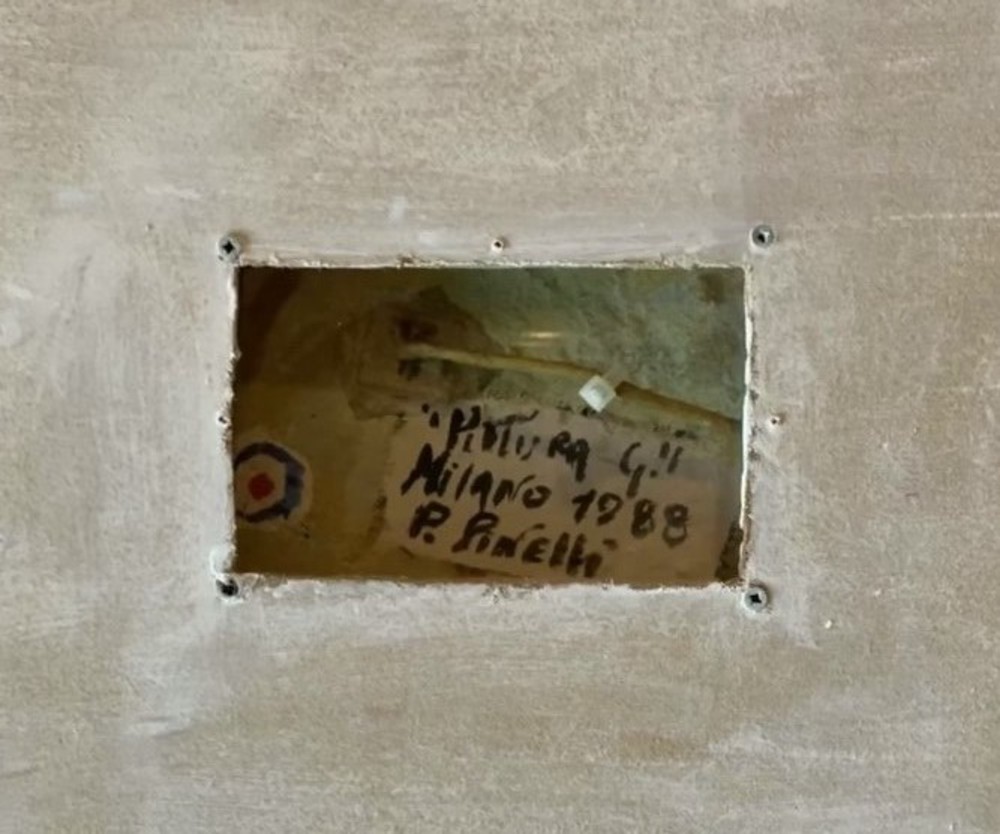 "Pittura G."
Milano 1988
P. Pinelli